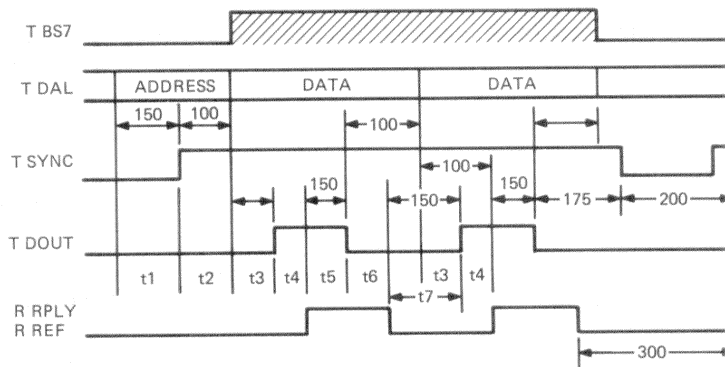 T BS7
T DAL ADDRESS DATA DATA
150 100 100
T SYNC 100
150 150 150 175 200
T DOUT
t1 t2 t3 t4 t5 t6 t3 t4
t7
R RPLY
R REF
300